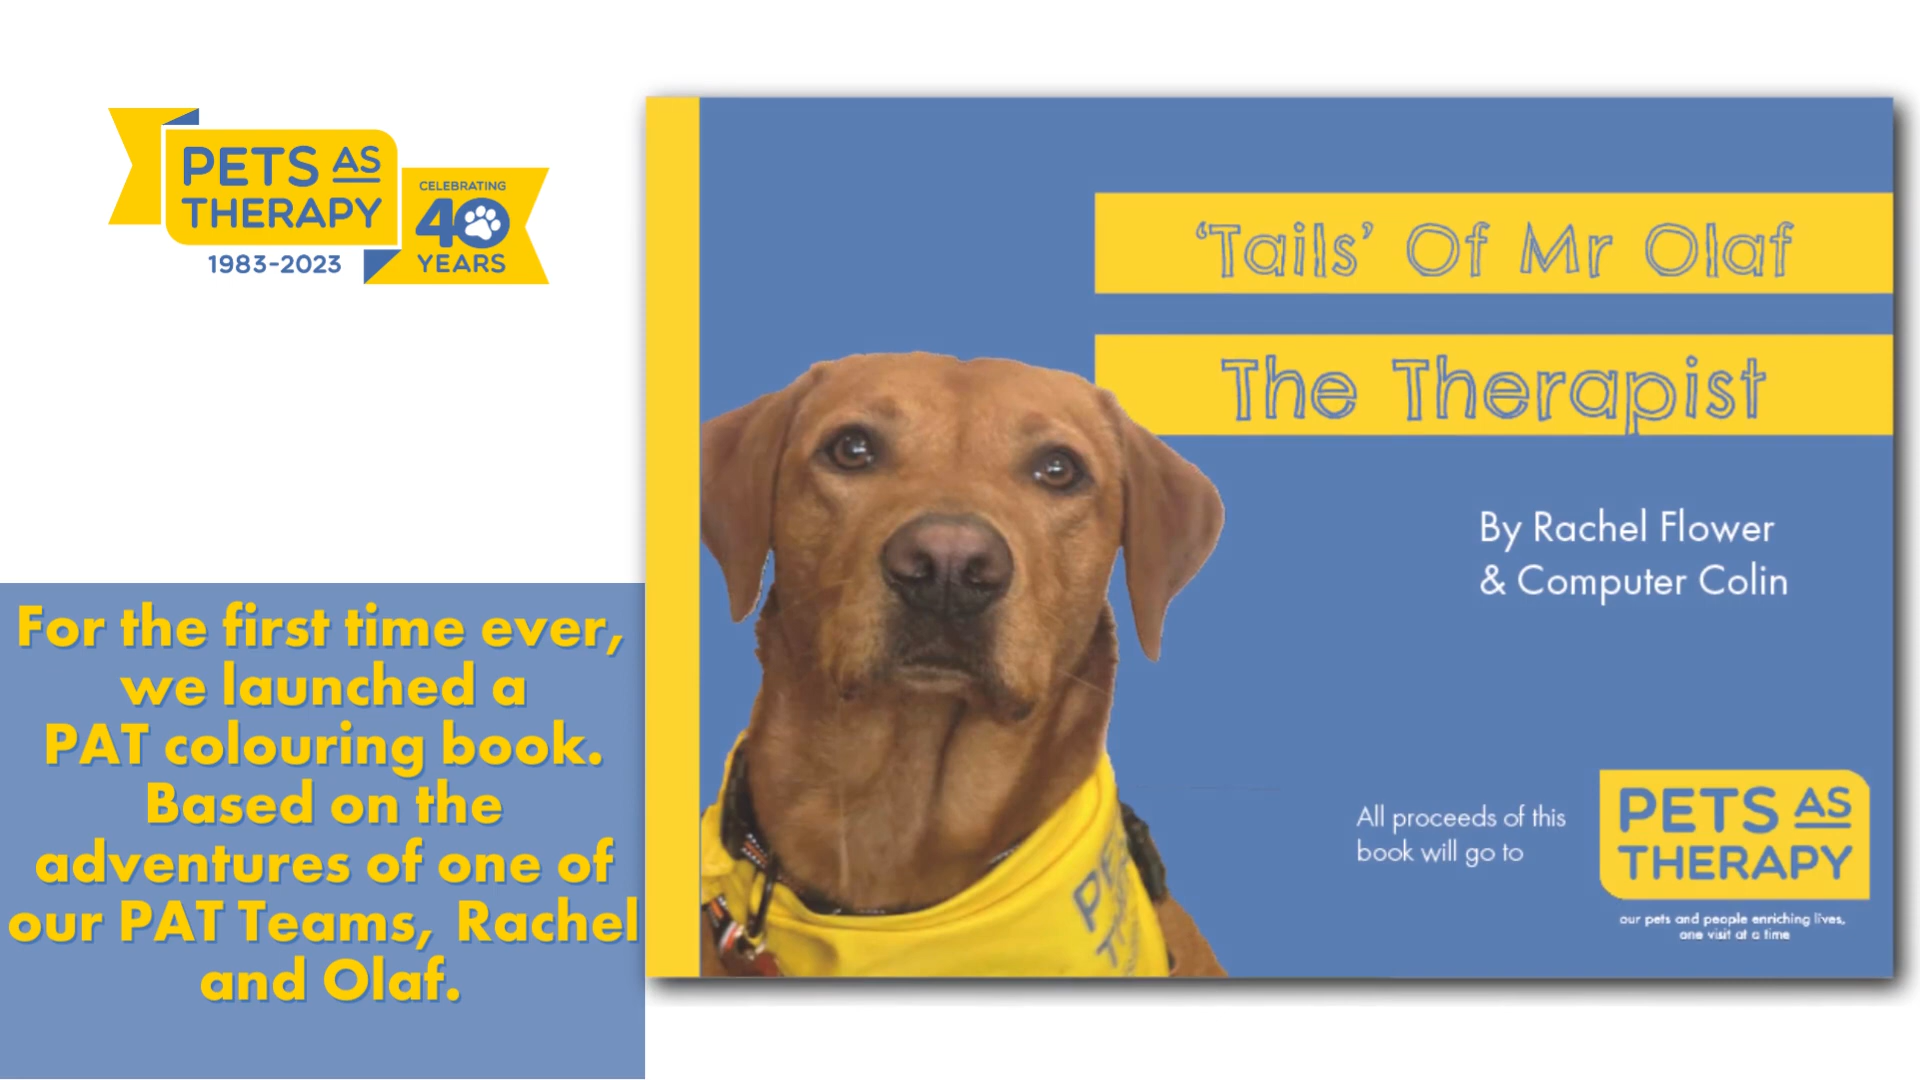 PETS AS
THERAPY
1983-2023
CELEBRATING
40
YEARS
For the first time ever,
we launched a
PAT colouring book.
Based on the
adventures of one of
our PAT Teams, Rachel
and Olaf.
‘Tails’ Of Mr Olaf
The Therapist
By Rachel Flower
& Computer Colin
All proceeds of this
book will go to
PETS AS
THERAPY
our pets and people enriching lives,
one visit at a time